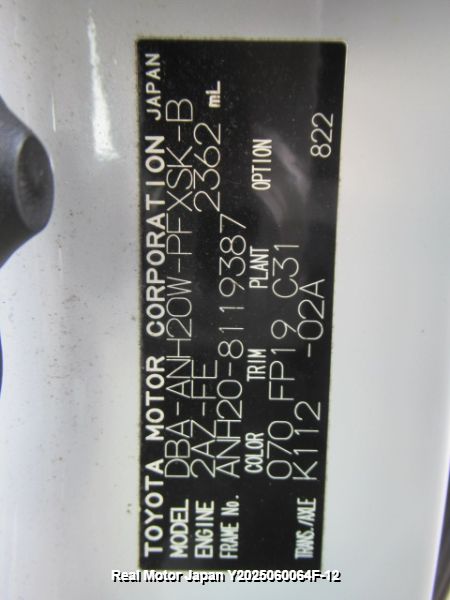 TOYOTA MOTOR CORPORATION JAPAN
MODEL DBA-ANH20W-PFXSK-B
ENGINE 2AZ-FE 2362 mL
FRAME No. ANH20-8119387
COLOR TRIM PLANT OPTION
070 FP19 C31
TRANS./AXLE K112 -02A 822
Real Motor Japan Y2025060064F-12